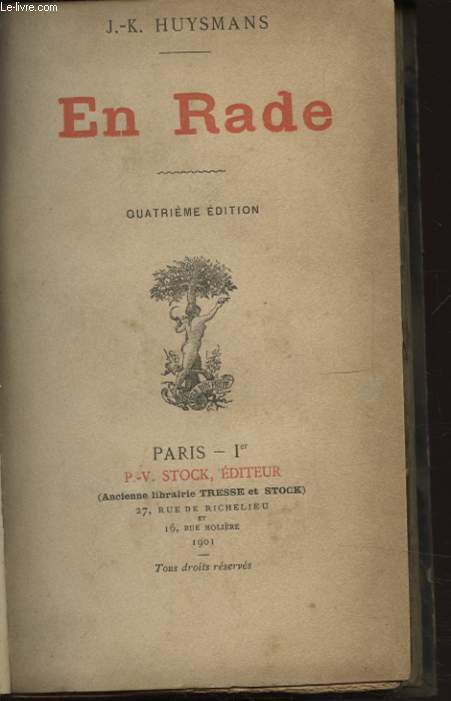 Le-livre.com
J.-K. HUYSMANS
En Rade
QUATRIÈME ÉDITION
PARIS – Ier
P.-V. STOCK, ÉDITEUR
(Ancienne librairie TRESSE et STOCK)
27, RUE DE RICHELIEU
ET
16, RUE MOLIÈRE
1901
Tous droits réservés